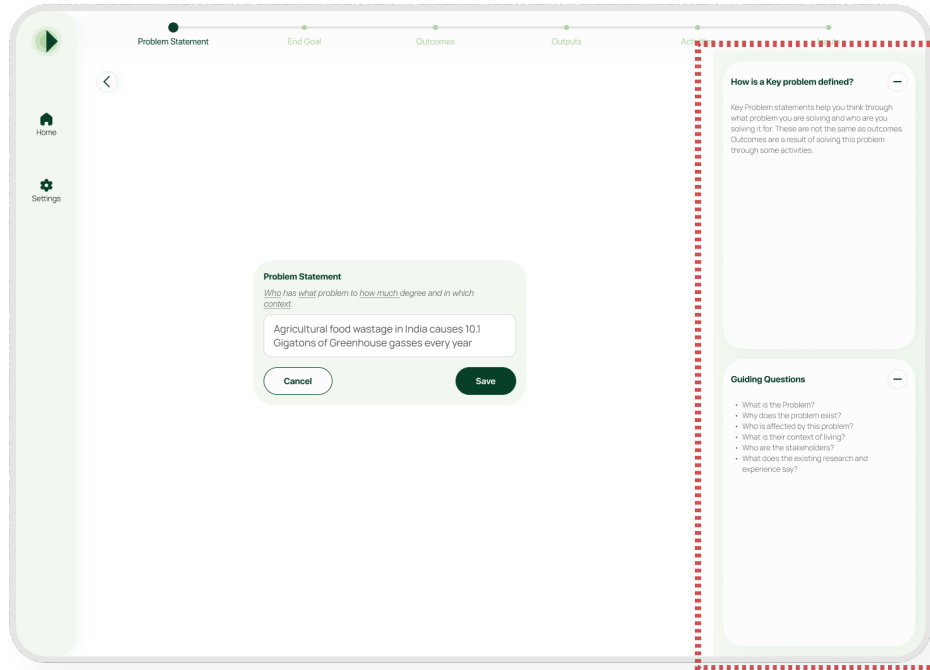 Problem Statement
End Goal
Outcomes
Outputs
Home
Settings
Problem Statement
Who has what problem to how much degree and in which
context.
Agricultural food wastage in India causes 10.1
Gigatons of Greenhouse gasses every year
Cancel
Save
How is a Key problem defined?
Key Problem statements help you think through
what problem you are solving and who are you
solving it for. These are not the same as outcomes.
Outcomes are a result of solving this problem
through some activities.
Guiding Questions
• What is the Problem?
• Why does the problem exist?
• Who is affected by this problem?
• What is their context of living?
• Who are the stakeholders?
• What does the existing research and
experience say?